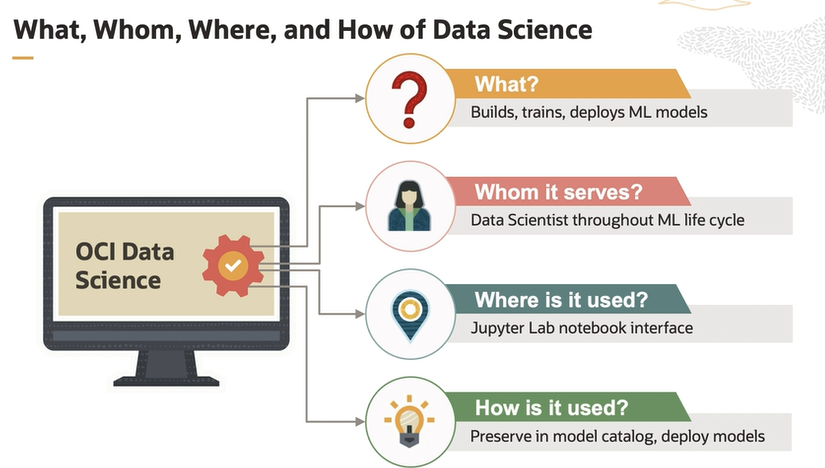 What, Whom, Where, and How of Data Science
OCI Data
Science
What?
Builds, trains, deploys ML models
Whom it serves?
Data Scientist throughout ML life cycle
Where is it used?
Jupyter Lab notebook interface
How is it used?
Preserve in model catalog, deploy models